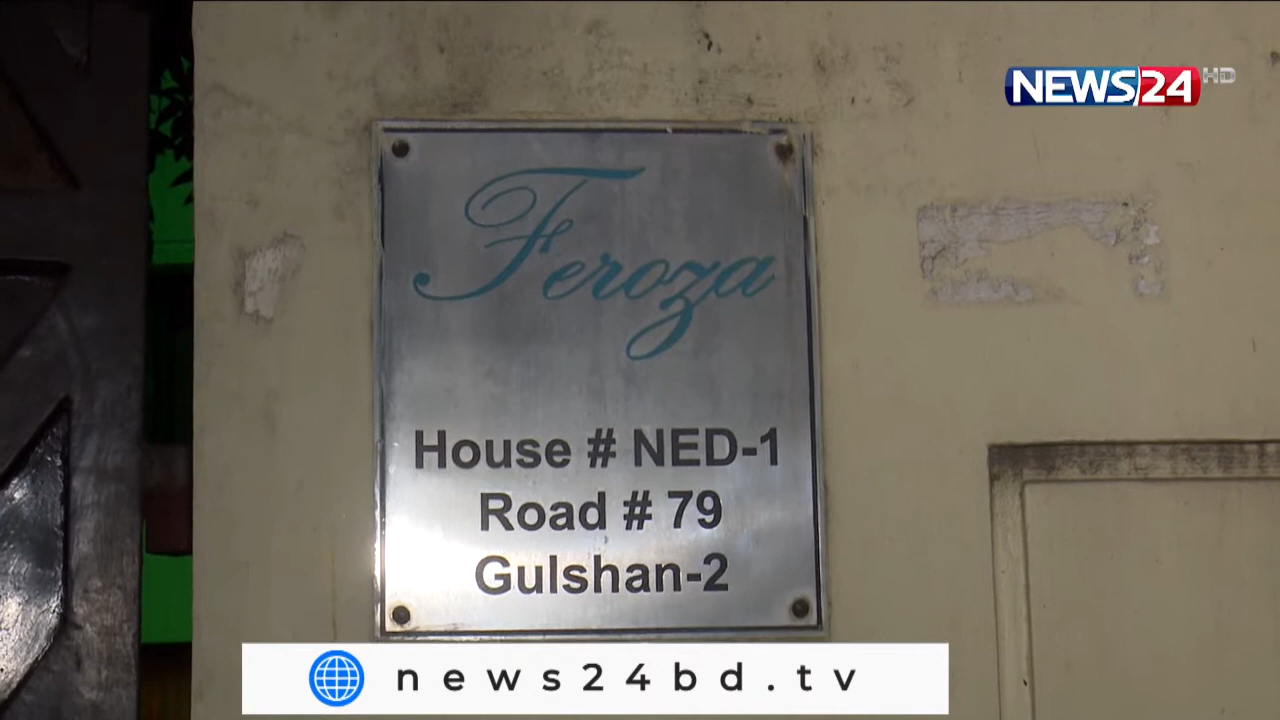 NEWS24 HD
Feroza
House # NED-1
Road # 79
Gulshan-2
news24bd.tv